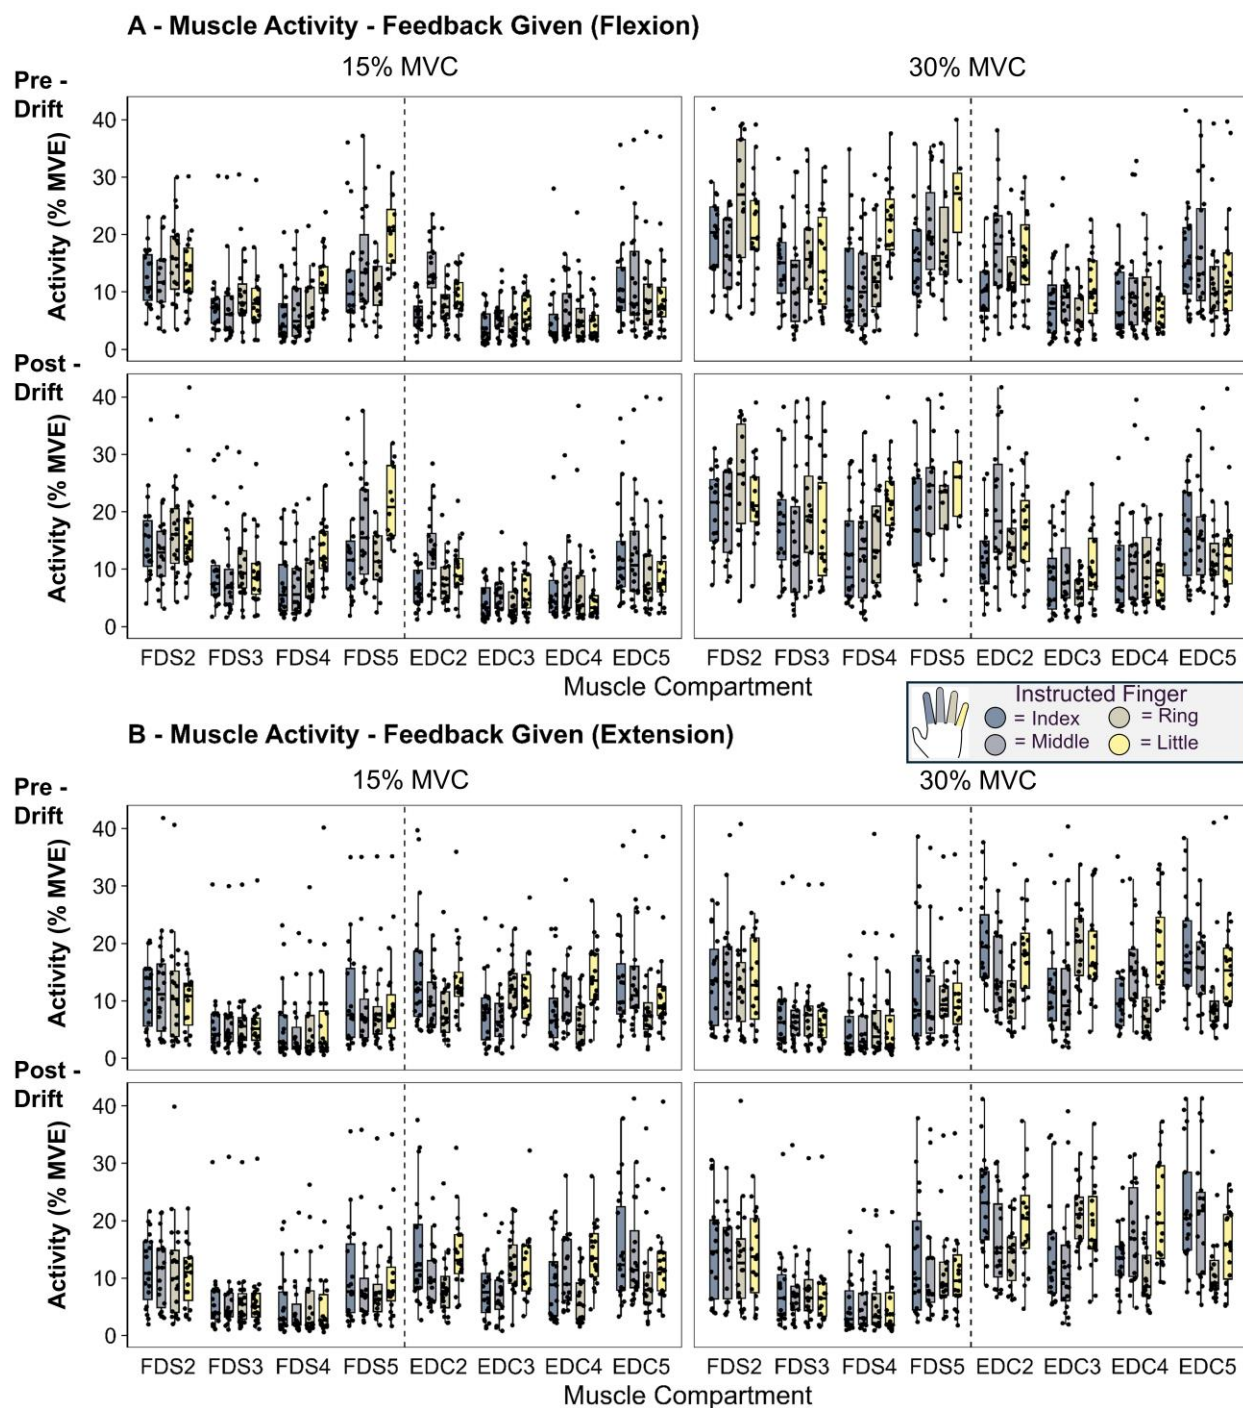 A - Muscle Activity - Feedback Given (Flexion)
15% MVC 30% MVC
Pre -
Drift
Activity (% MVE)
40
30
20
10
0
Post -
Drift
Activity (% MVE)
40
30
20
10
0
FDS2 FDS3 FDS4 FDS5 EDC2 EDC3 EDC4 EDC5 FDS2 FDS3 FDS4 FDS5 EDC2 EDC3 EDC4 EDC5
Muscle Compartment
Instructed Finger
= Index = Ring
= Middle = Little
B - Muscle Activity - Feedback Given (Extension)
15% MVC 30% MVC
Pre -
Drift
Activity (% MVE)
40
30
20
10
0
Post -
Drift
Activity (% MVE)
40
30
20
10
0
FDS2 FDS3 FDS4 FDS5 EDC2 EDC3 EDC4 EDC5 FDS2 FDS3 FDS4 FDS5 EDC2 EDC3 EDC4 EDC5
Muscle Compartment